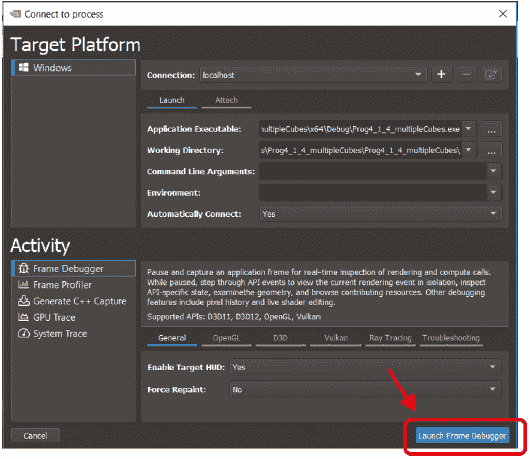 Connect to process
Target Platform
Windows
Connection: localhost
Launch Attach
Application Executable: ıultipleCubes\x64\Debug\Prog4_1_4_multipleCubes.exe ...
Working Directory: s\Prog4_1_4_multipleCubes\Prog4_1_4_multipleCubes\ ...
Command Line Arguments:
Environment:
Automatically Connect: Yes
Activity
Frame Debugger
Frame Profiler
Generate C++ Capture
GPU Trace
System Trace
Pause and capture an application frame for real-time inspection of rendering and compute calls.
While paused, step through API events to view the current rendering event in isolation, inspect
API-specific state, examinethe geometry, and browse contributing resources. Other debugging
features include pixel history and live shader editing.
Supported APIs: D3D11, D3D12, OpenGL, Vulkan
General OpenGL D3D Vulkan Ray Tracing Troubleshooting
Enable Target HUD: Yes
Force Repaint: No
Cancel
Launch Frame Debugger